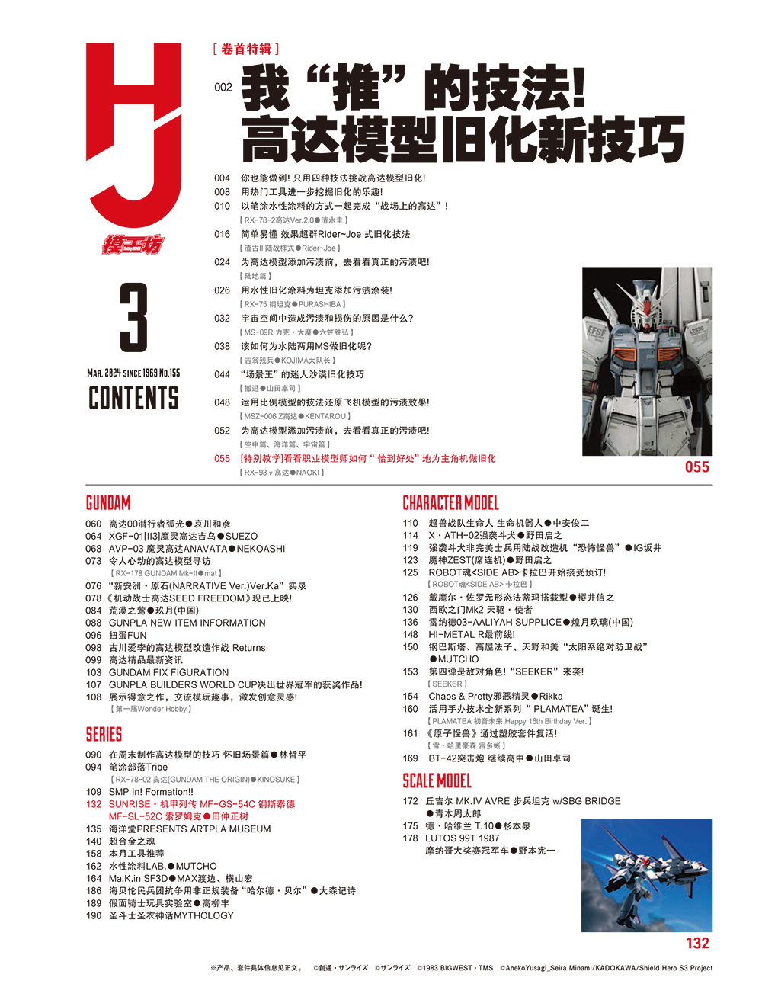 HJ
模工坊
3
MAR. 2024 SINCE 1969 NO.155
CONTENTS
[ 卷首特辑 ]
002 我“推”的技法!
高达模型旧化新技巧
004 你也能做到! 只用四种技法挑战高达模型旧化!
008 用热门工具进一步挖掘旧化的乐趣!
010 以笔涂水性涂料的方式一起完成“战场上的高达”!
【RX-78-2高达Ver.2.0●清水圭】
016 简单易懂 效果超群Rider~Joe 式旧化技法
【渣古II 陆战样式●Rider~Joe】
024 为高达模型添加污渍前，去看看真正的污渍吧!
【陆地篇】
026 用水性旧化涂料为坦克添加污渍涂装!
【RX-75 钢坦克●PURASHIBA】
032 宇宙空间中造成污渍和损伤的原因是什么?
【MS-09R 力克・大魔●六笠胜弘】
038 该如何为水陆两用MS做旧化呢?
【吉翁残兵●KOJIMA大队长】
044 “场景王”的迷人沙漠旧化技巧
【撤退●山田卓司】
048 运用比例模型的技法还原飞机模型的污渍效果!
【MSZ-006 Z高达●KENTAROU】
052 为高达模型添加污渍前，去看看真正的污渍吧!
【空中篇、海洋篇、宇宙篇】
055 [特别教学]看看职业模型师如何“ 恰到好处”地为主角机做旧化
【RX-93 ν 高达●NAOKI】
EFSF
055
GUNDAM
060 高达00潜行者弧光●哀川和彦
064 XGF-01[II3]魔灵高达吉乌●SUEZO
068 AVP-03 魔灵高达ANAVATA●NEKOASHI
073 令人心动的高达模型寻访
【RX-178 GUNDAM Mk-II●mat】
076 “新安洲・原石(NARRATIVE Ver.)Ver.Ka”实录
078 《机动战士高达SEED FREEDOM》现已上映!
084 荒漠之莺●玖月(中国)
088 GUNPLA NEW ITEM INFORMATION
096 扭蛋FUN
098 古川爱李的高达模型改造作战 Returns
099 高达精品最新资讯
103 GUNDAM FIX FIGURATION
107 GUNPLA BUILDERS WORLD CUP决出世界冠军的获奖作品!
108 展示得意之作，交流模玩趣事，激发创意灵感!
【第一届Wonder Hobby】
SERIES
090 在周末制作高达模型的技巧 怀旧场景篇●林哲平
094 笔涂部落Tribe
【RX-78-02 高达(GUNDAM THE ORIGIN)●KINOSUKE】
109 SMP In! Formation!!
132 SUNRISE・机甲列传 MF-GS-54C 钢斯泰德
MF-SL-52C 索罗姆克●田仲正树
135 海洋堂PRESENTS ARTPLA MUSEUM
140 超合金之魂
158 本月工具推荐
162 水性涂料LAB.●MUTCHO
164 Ma.K.in SF3D●MAX渡边、横山宏
186 海贝伦民兵团抗争用非正规装备“哈尔德・贝尔”●大森记诗
189 假面骑士玩具实验室●高柳丰
190 圣斗士圣衣神话MYTHOLOGY
CHARACTER MODEL
110 超兽战队生命人 生命机器人●中安俊二
114 X・ATH-02强袭斗犬●野田启之
119 强袭斗犬非完美士兵用陆战改造机“恐怖怪兽”●IG坂井
123 魔神ZEST(席连机)●野田启之
125 ROBOT魂<SIDE AB>卡拉巴开始接受预订!
【ROBOT魂<SIDE AB> 卡拉巴】
126 戴魔尔・佐罗无形态法蒂玛搭载型●樱井信之
130 西欧之门Mk2 天驱・使者
136 雷纳德03-AALIYAH SUPPLICE●煌月玖璃(中国)
148 HI-METAL R最前线!
150 钢巴斯塔、高屋法子、天野和美“太阳系绝对防卫战”
●MUTCHO
153 第四弹是敌对角色!“SEEKER”来袭!
【SEEKER】
154 Chaos & Pretty邪恶精灵●Rikka
160 活用手办技术全新系列“ PLAMATEA”诞生!
【PLAMATEA 初音未来 Happy 16th Birthday Ver.】
161 《原子怪兽》通过塑胶套件复活!
【雷・哈里豪森 雷多蜥】
169 BT-42突击炮 继续高中●山田卓司
SCALE MODEL
172 丘吉尔 MK.IV AVRE 步兵坦克 w/SBG BRIDGE
●青木周太郎
175 德・哈维兰 T.10●杉本泉
178 LUTOS 99T 1987
摩纳哥大奖赛冠军车●野本宪一
132
※产品、套件具体信息见正文。 ©創通・サンライズ ©サンライズ ©1983 BIGWEST・TMS ©AnekoYusagi_Seira Minami/KADOKAWA/Shield Hero S3 Project